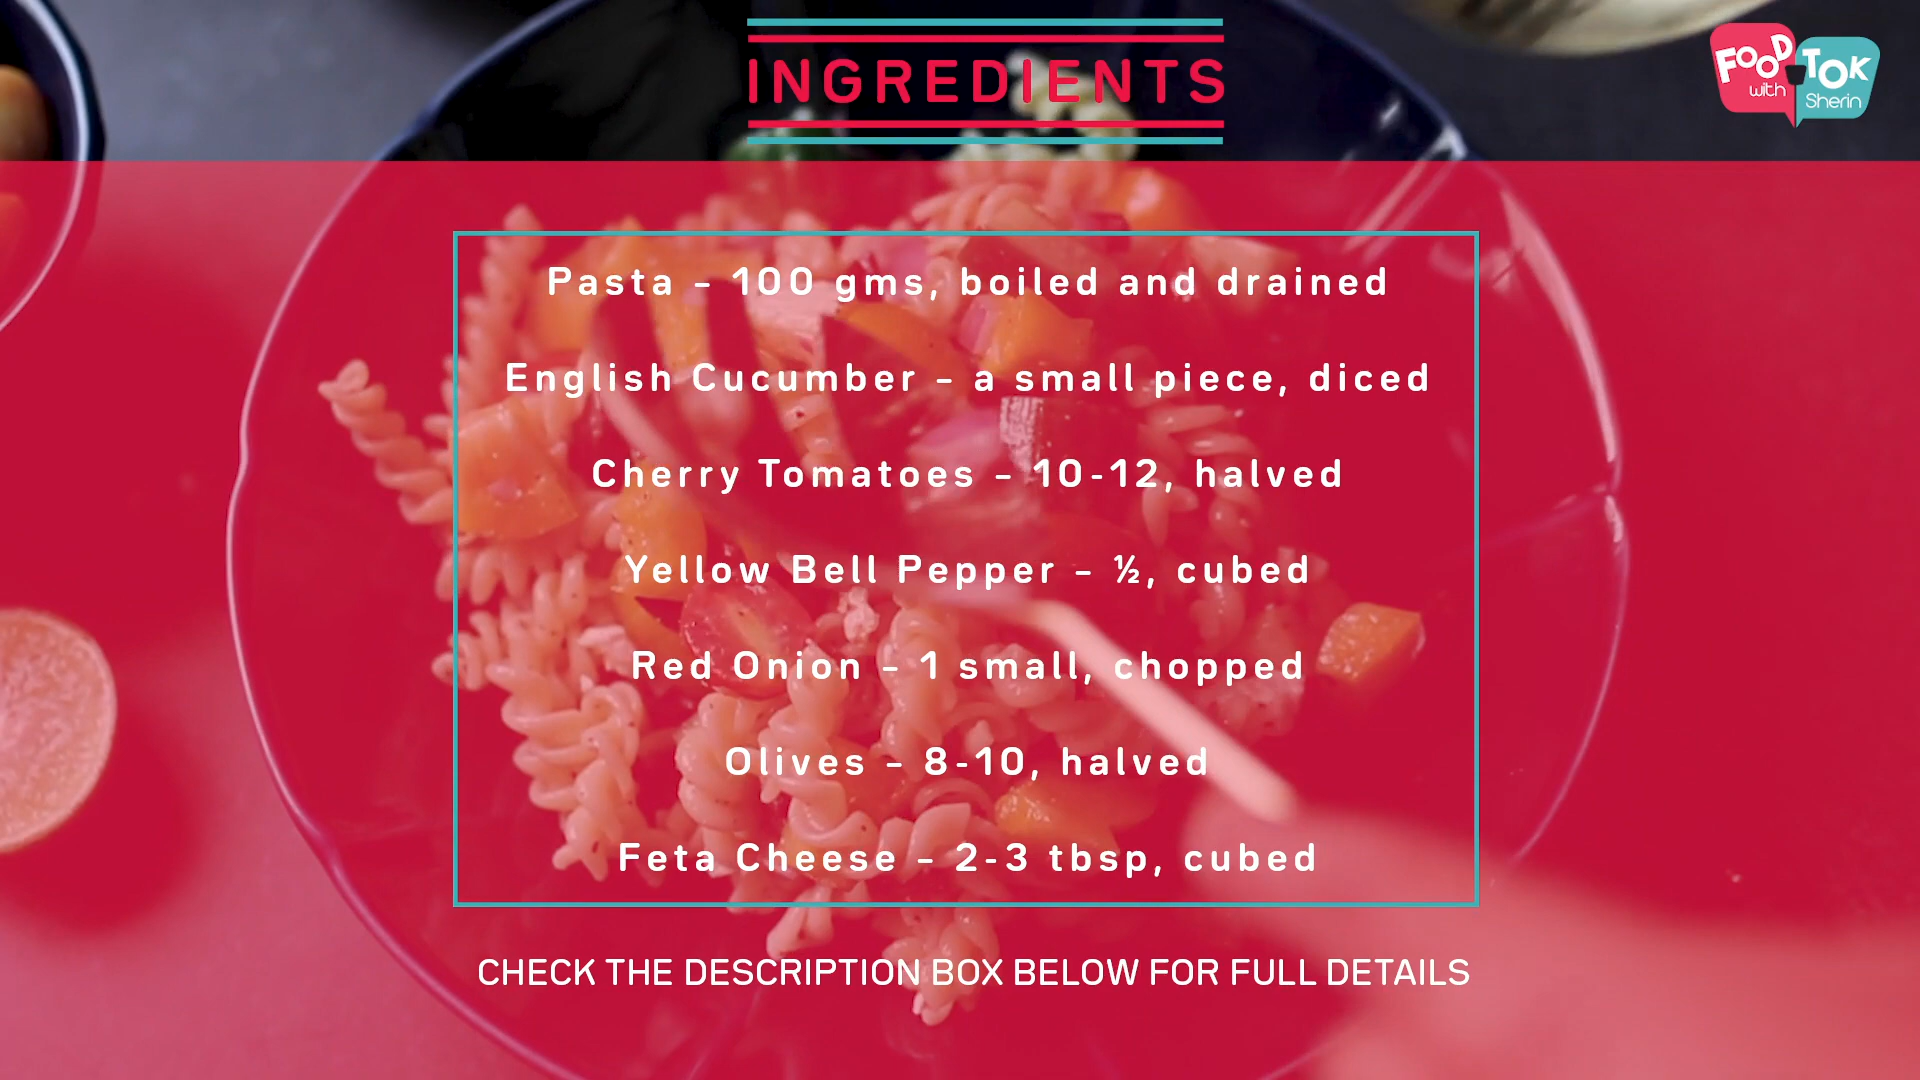 INGREDIENTS
FOOD TOK
with Sherin
Pasta – 100 gms, boiled and drained
English Cucumber – a small piece, diced
Cherry Tomatoes – 10-12, halved
Yellow Bell Pepper – ½, cubed
Red Onion – 1 small, chopped
Olives – 8-10, halved
Feta Cheese – 2-3 tbsp, cubed
CHECK THE DESCRIPTION BOX BELOW FOR FULL DETAILS